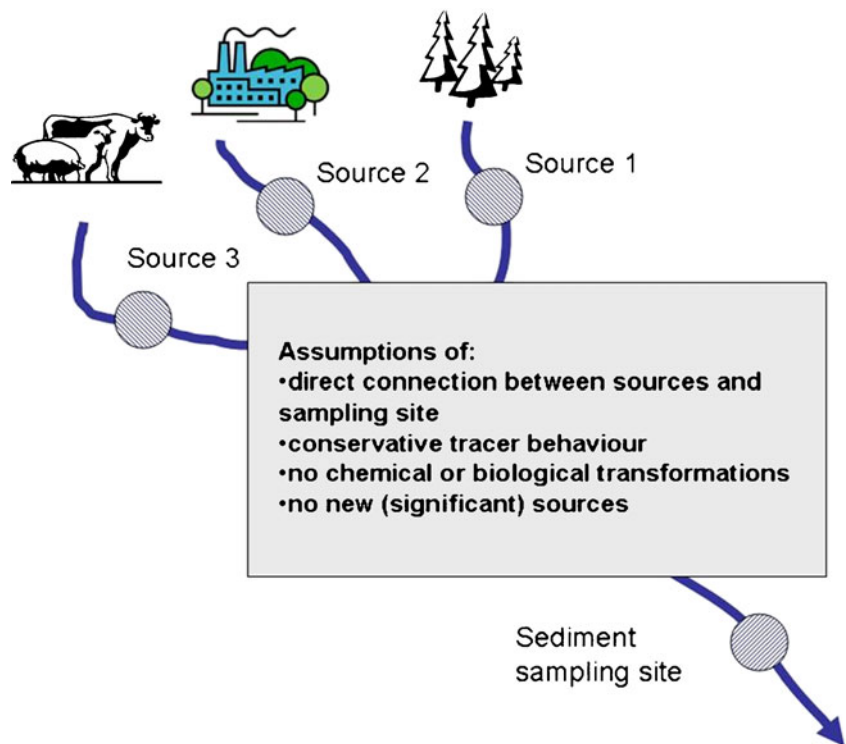 Source 1
Source 2
Source 3
Assumptions of:
•direct connection between sources and
sampling site
•conservative tracer behaviour
•no chemical or biological transformations
•no new (significant) sources
Sediment
sampling site